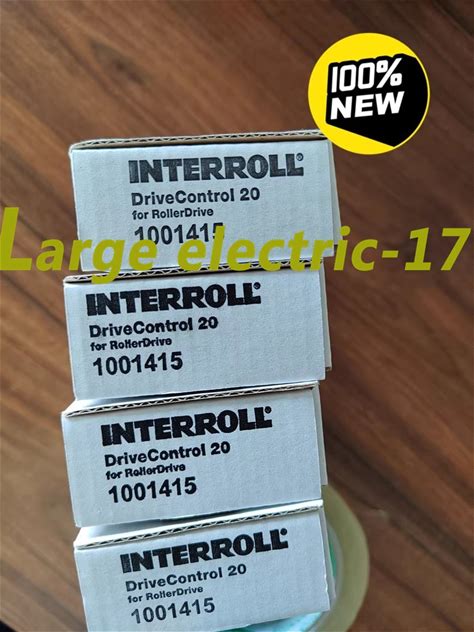 100%
NEW
INTERROLL®
DriveControl 20
for RollerDrive
1001415
Large electric-17
INTERROLL®
DriveControl 20
for RollerDrive
1001415
INTERROLL®
DriveControl 20
for RollerDrive
1001415
INTERROLL®
DriveControl 20
for RollerDrive
1001415